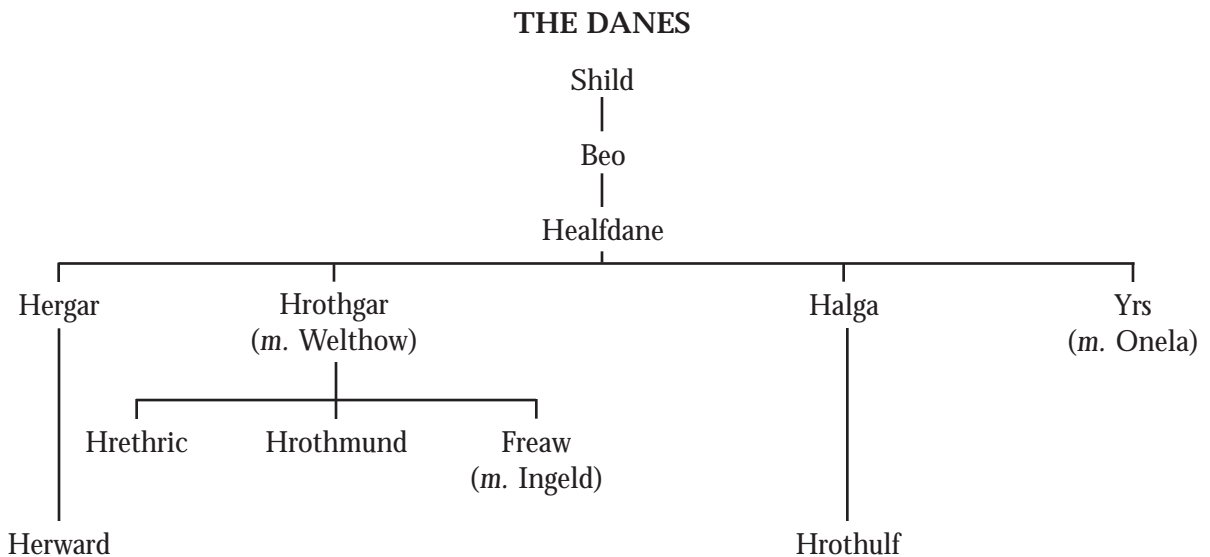 THE DANES
Shild
Beo
Healfdane
Hergar Hrothgar Halga Yrs
(m. Welthow) (m. Onela)
Hrethric Hrothmund Freaw
(m. Ingeld)
Herward Hrothulf